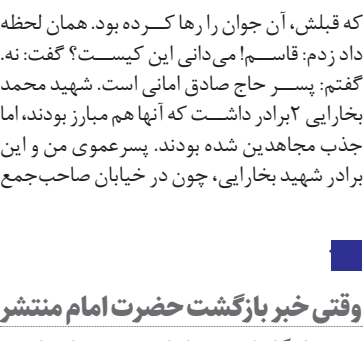 که قبلش، آن جوان را رها کرده بود. همان لحظه
داد زدم: قاسم! می‌دانی این کیست؟ گفت: نه.
گفتم: پسر حاج صادق امانی است. شهید محمد
بخارایی ۲برادر داشت که آنها هم مبارز بودند، اما
جذب مجاهدین شده بودند. پسرعموی من و این
برادر شهید بخارایی، چون در خیابان صاحب‌جمع
وقتی خبر بازگشت حضرت امام منتشر